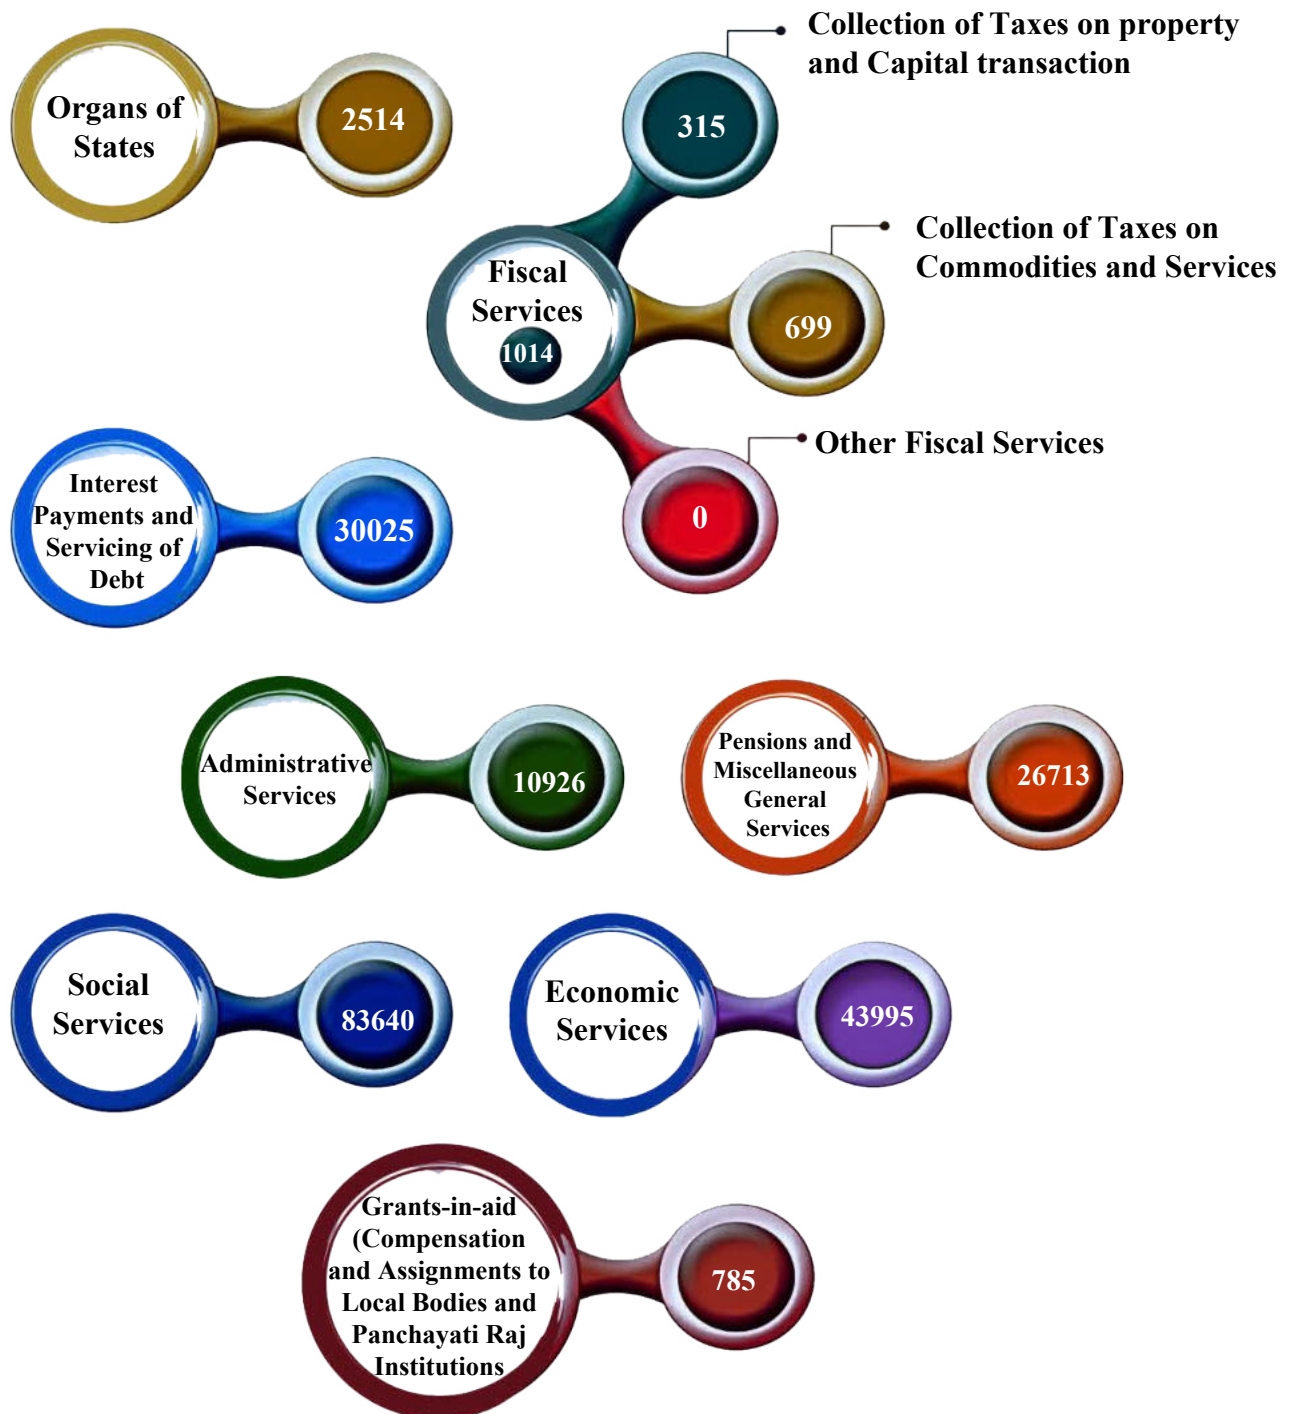 Organs of
States
2514
Collection of Taxes on property
and Capital transaction
315
Fiscal
Services
1014
Collection of Taxes on
Commodities and Services
699
Other Fiscal Services
0
Interest
Payments and
Servicing of
Debt
30025
Administrative
Services
10926
Pensions and
Miscellaneous
General
Services
26713
Social
Services
83640
Economic
Services
43995
Grants-in-aid
(Compensation
and Assignments to
Local Bodies and
Panchayati Raj
Institutions
785